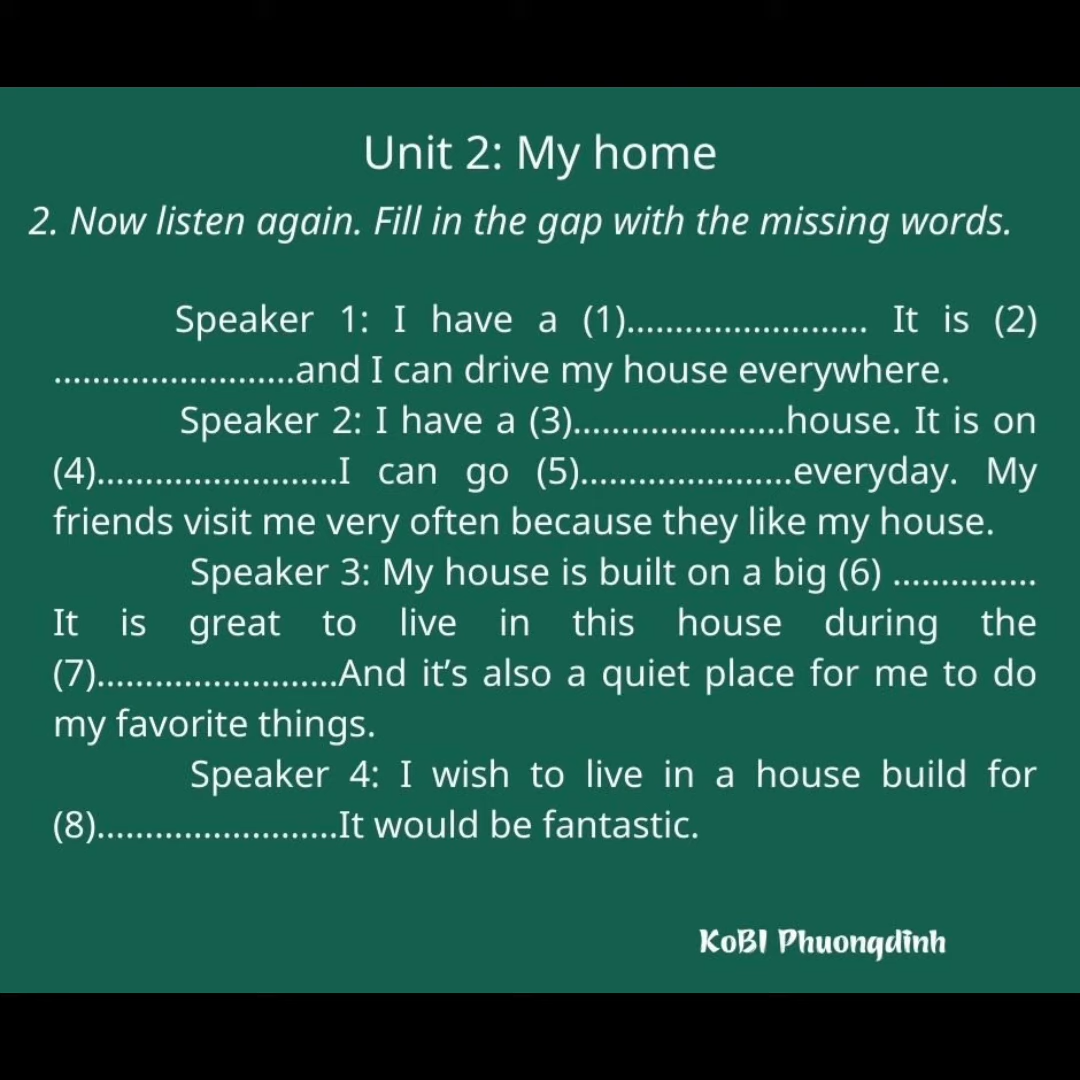 Unit 2: My home
2. Now listen again. Fill in the gap with the missing words.
Speaker 1: I have a (1)......................... It is (2)
.........................and I can drive my house everywhere.
Speaker 2: I have a (3)......................house. It is on
(4).........................I can go (5)......................everyday. My
friends visit me very often because they like my house.
Speaker 3: My house is built on a big (6) ...............
It is great to live in this house during the
(7).........................And it’s also a quiet place for me to do
my favorite things.
Speaker 4: I wish to live in a house build for
(8).........................It would be fantastic.
KoBI Phuongdinh